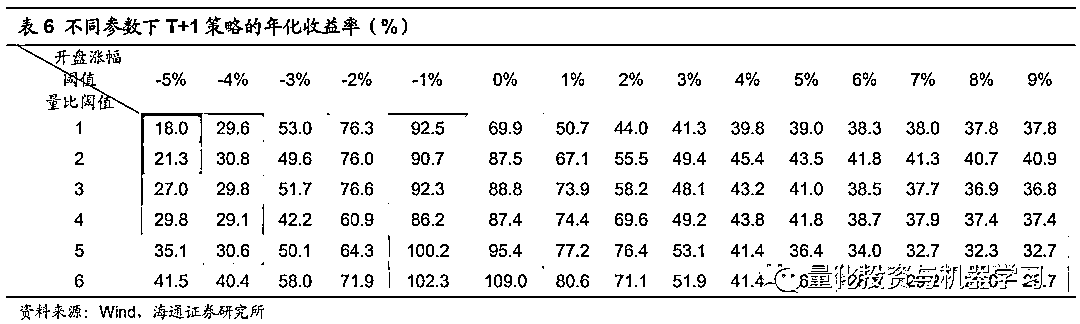 表 6 不同参数下 T+1 策略的年化收益率（%）
开盘涨幅
阈值 -5% -4% -3% -2% -1% 0% 1% 2% 3% 4% 5% 6% 7% 8% 9%
量比阈值
1 18.0 29.6 53.0 76.3 92.5 69.9 50.7 44.0 41.3 39.8 39.0 38.3 38.0 37.8 37.8
2 21.3 30.8 49.6 76.0 90.7 87.5 67.1 55.5 49.4 45.4 43.5 41.8 41.3 40.7 40.9
3 27.0 29.8 51.7 76.6 92.3 88.8 73.9 58.2 48.1 43.2 41.0 38.5 37.7 36.9 36.8
4 29.8 29.1 42.2 60.9 86.2 87.4 74.4 69.6 49.2 43.8 41.8 38.7 37.9 37.4 37.4
5 35.1 30.6 50.1 64.3 100.2 95.4 77.2 76.4 53.1 41.4 36.4 34.0 32.7 32.3 32.7
6 41.5 40.4 58.0 71.9 102.3 109.0 80.6 71.1 51.9 41.4
量化投资与机器学习
资料来源：Wind，海通证券研究所